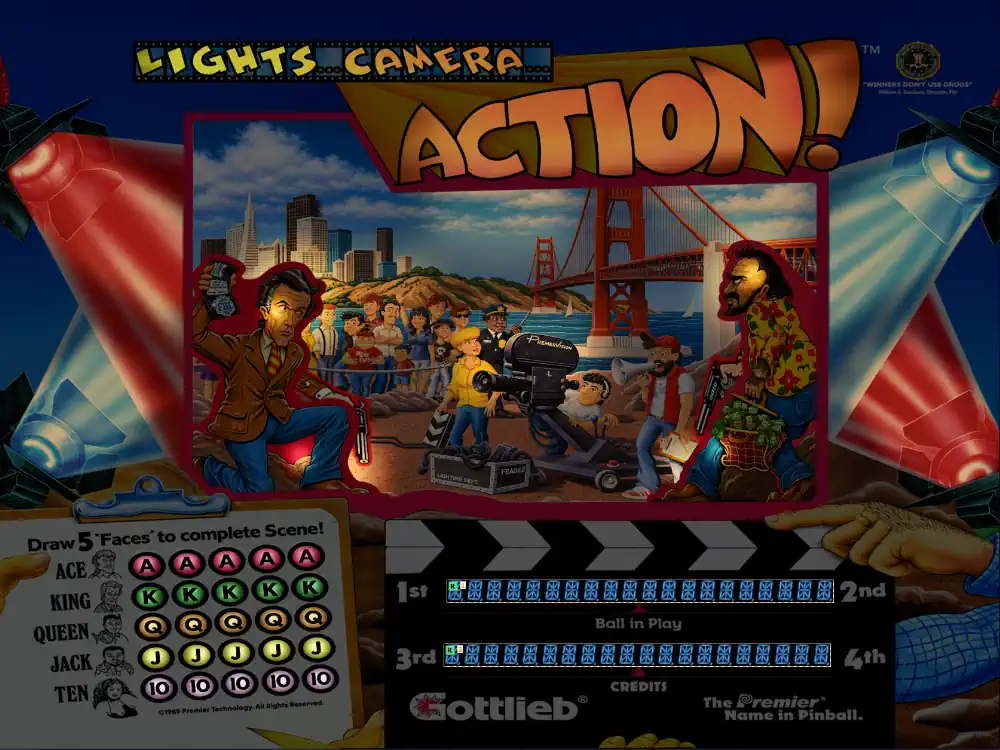 LIGHTS...CAMERA...
ACTION!
TM
"WINNERS DON'T USE DRUGS"
PREMIERVISION
LIGHTING DEPT.
FRAGILE
Draw 5 'Faces' to complete Scene!
ACE A A A A A
KING K K K K K
QUEEN Q Q Q Q Q
JACK J J J J J
TEN 10 10 10 10 10
©1989 Premier Technology. All Rights Reserved.
1st
2nd
Ball in Play
3rd
4th
CREDITS
Gottlieb®
The Premier®
Name in Pinball.